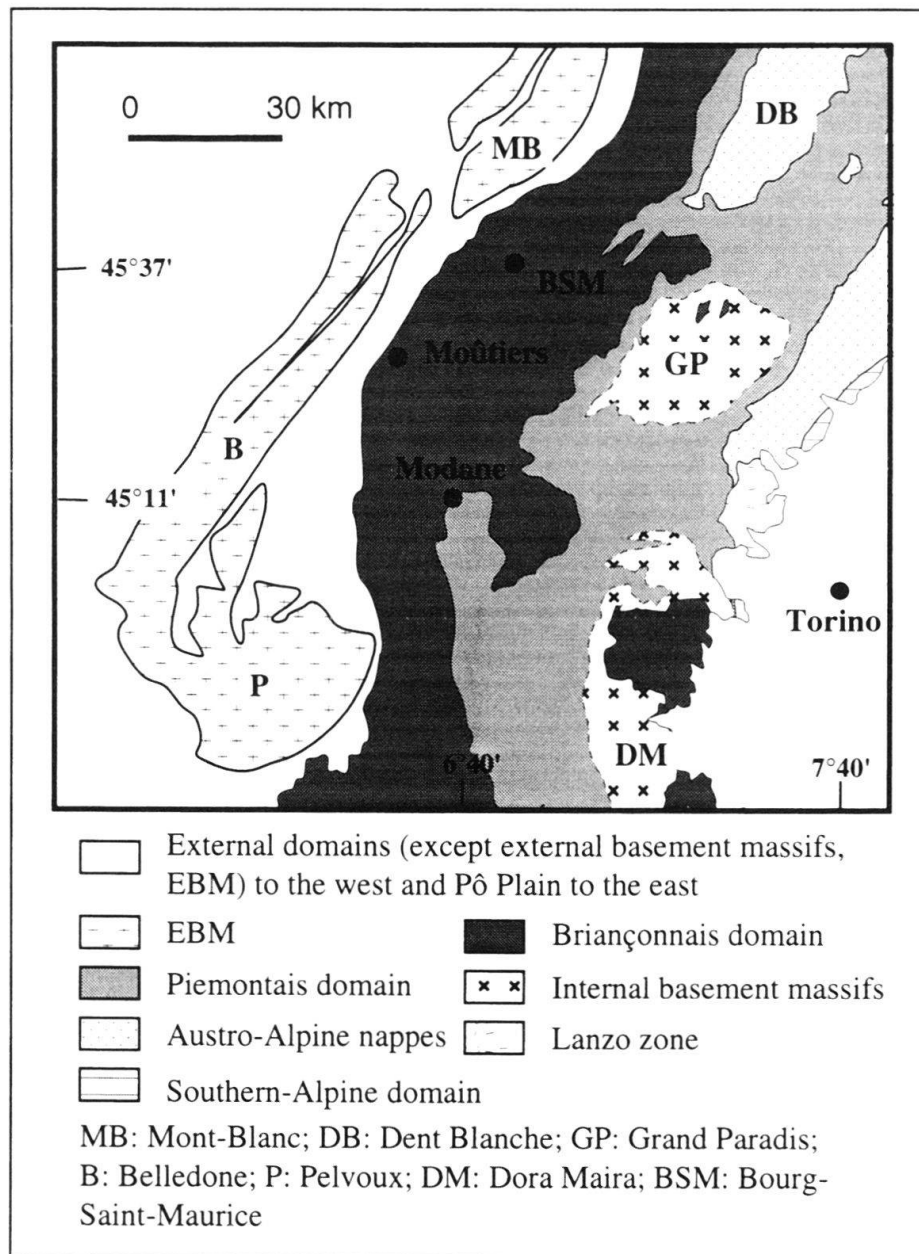 0 30 km
DB
MB
45°37'
BSM
Moûtiers
GP
B
Modane
45°11'
Torino
P
DM
6°40'
7°40'
External domains (except external basement massifs,
EBM) to the west and Pô Plain to the east
EBM
Briançonnais domain
Piemontais domain
Internal basement massifs
Austro-Alpine nappes
Lanzo zone
Southern-Alpine domain
MB: Mont-Blanc; DB: Dent Blanche; GP: Grand Paradis;
B: Belledone; P: Pelvoux; DM: Dora Maira; BSM: Bourg-
Saint-Maurice